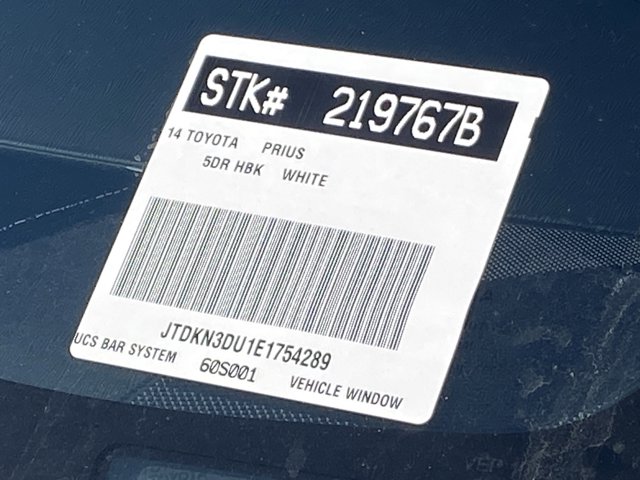 STK# 219767B
14 TOYOTA PRIUS
5DR HBK WHITE
JTDKN3DU1E1754289
UCS BAR SYSTEM 60S001 VEHICLE WINDOW